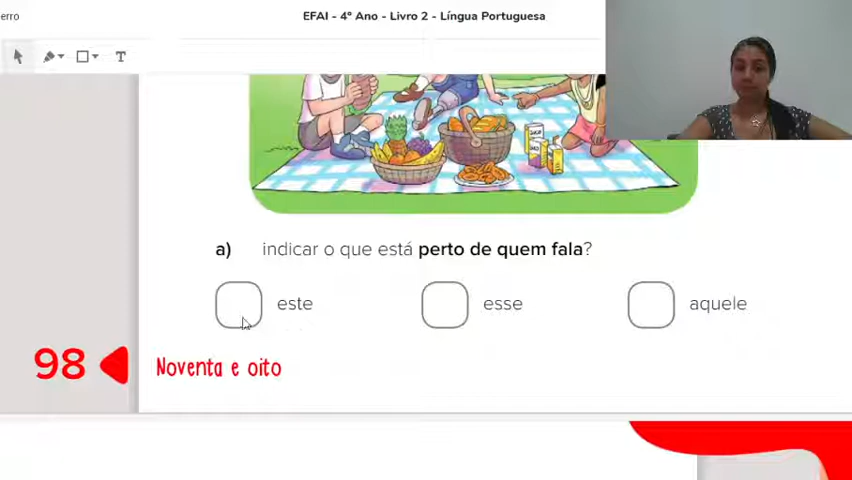 erro
EFAI - 4º Ano - Livro 2 - Língua Portuguesa
T
a) indicar o que está perto de quem fala?
este esse aquele
98 Noventa e oito